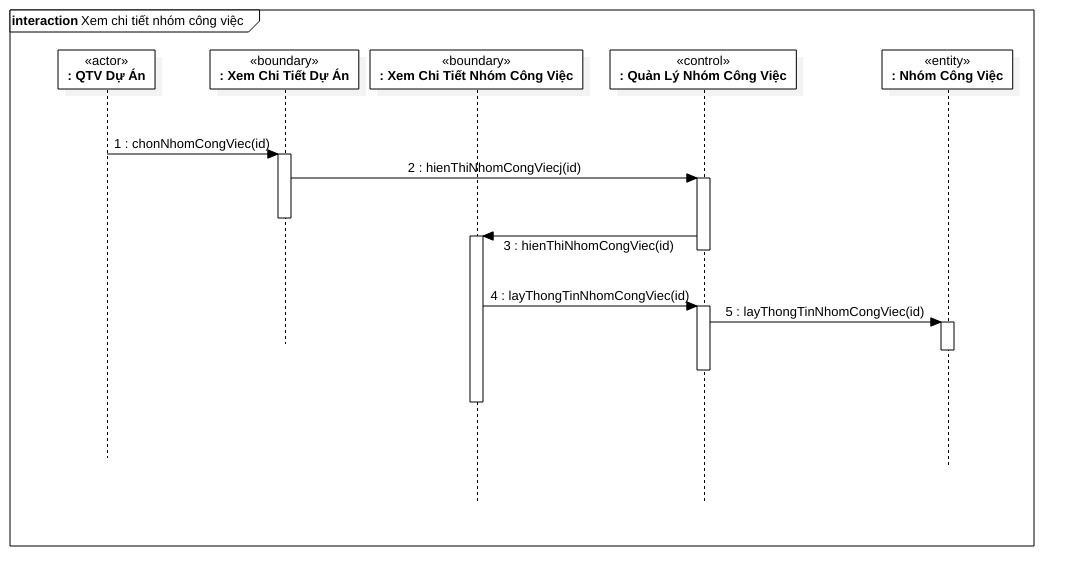 interaction Xem chi tiết nhóm công việc
«actor»
: QTV Dự Án
«boundary»
: Xem Chi Tiết Dự Án
«boundary»
: Xem Chi Tiết Nhóm Công Việc
«control»
: Quản Lý Nhóm Công Việc
«entity»
: Nhóm Công Việc
1 : chonNhomCongViec(id)
2 : hienThiNhomCongViecj(id)
3 : hienThiNhomCongViec(id)
4 : layThongTinNhomCongViec(id)
5 : layThongTinNhomCongViec(id)